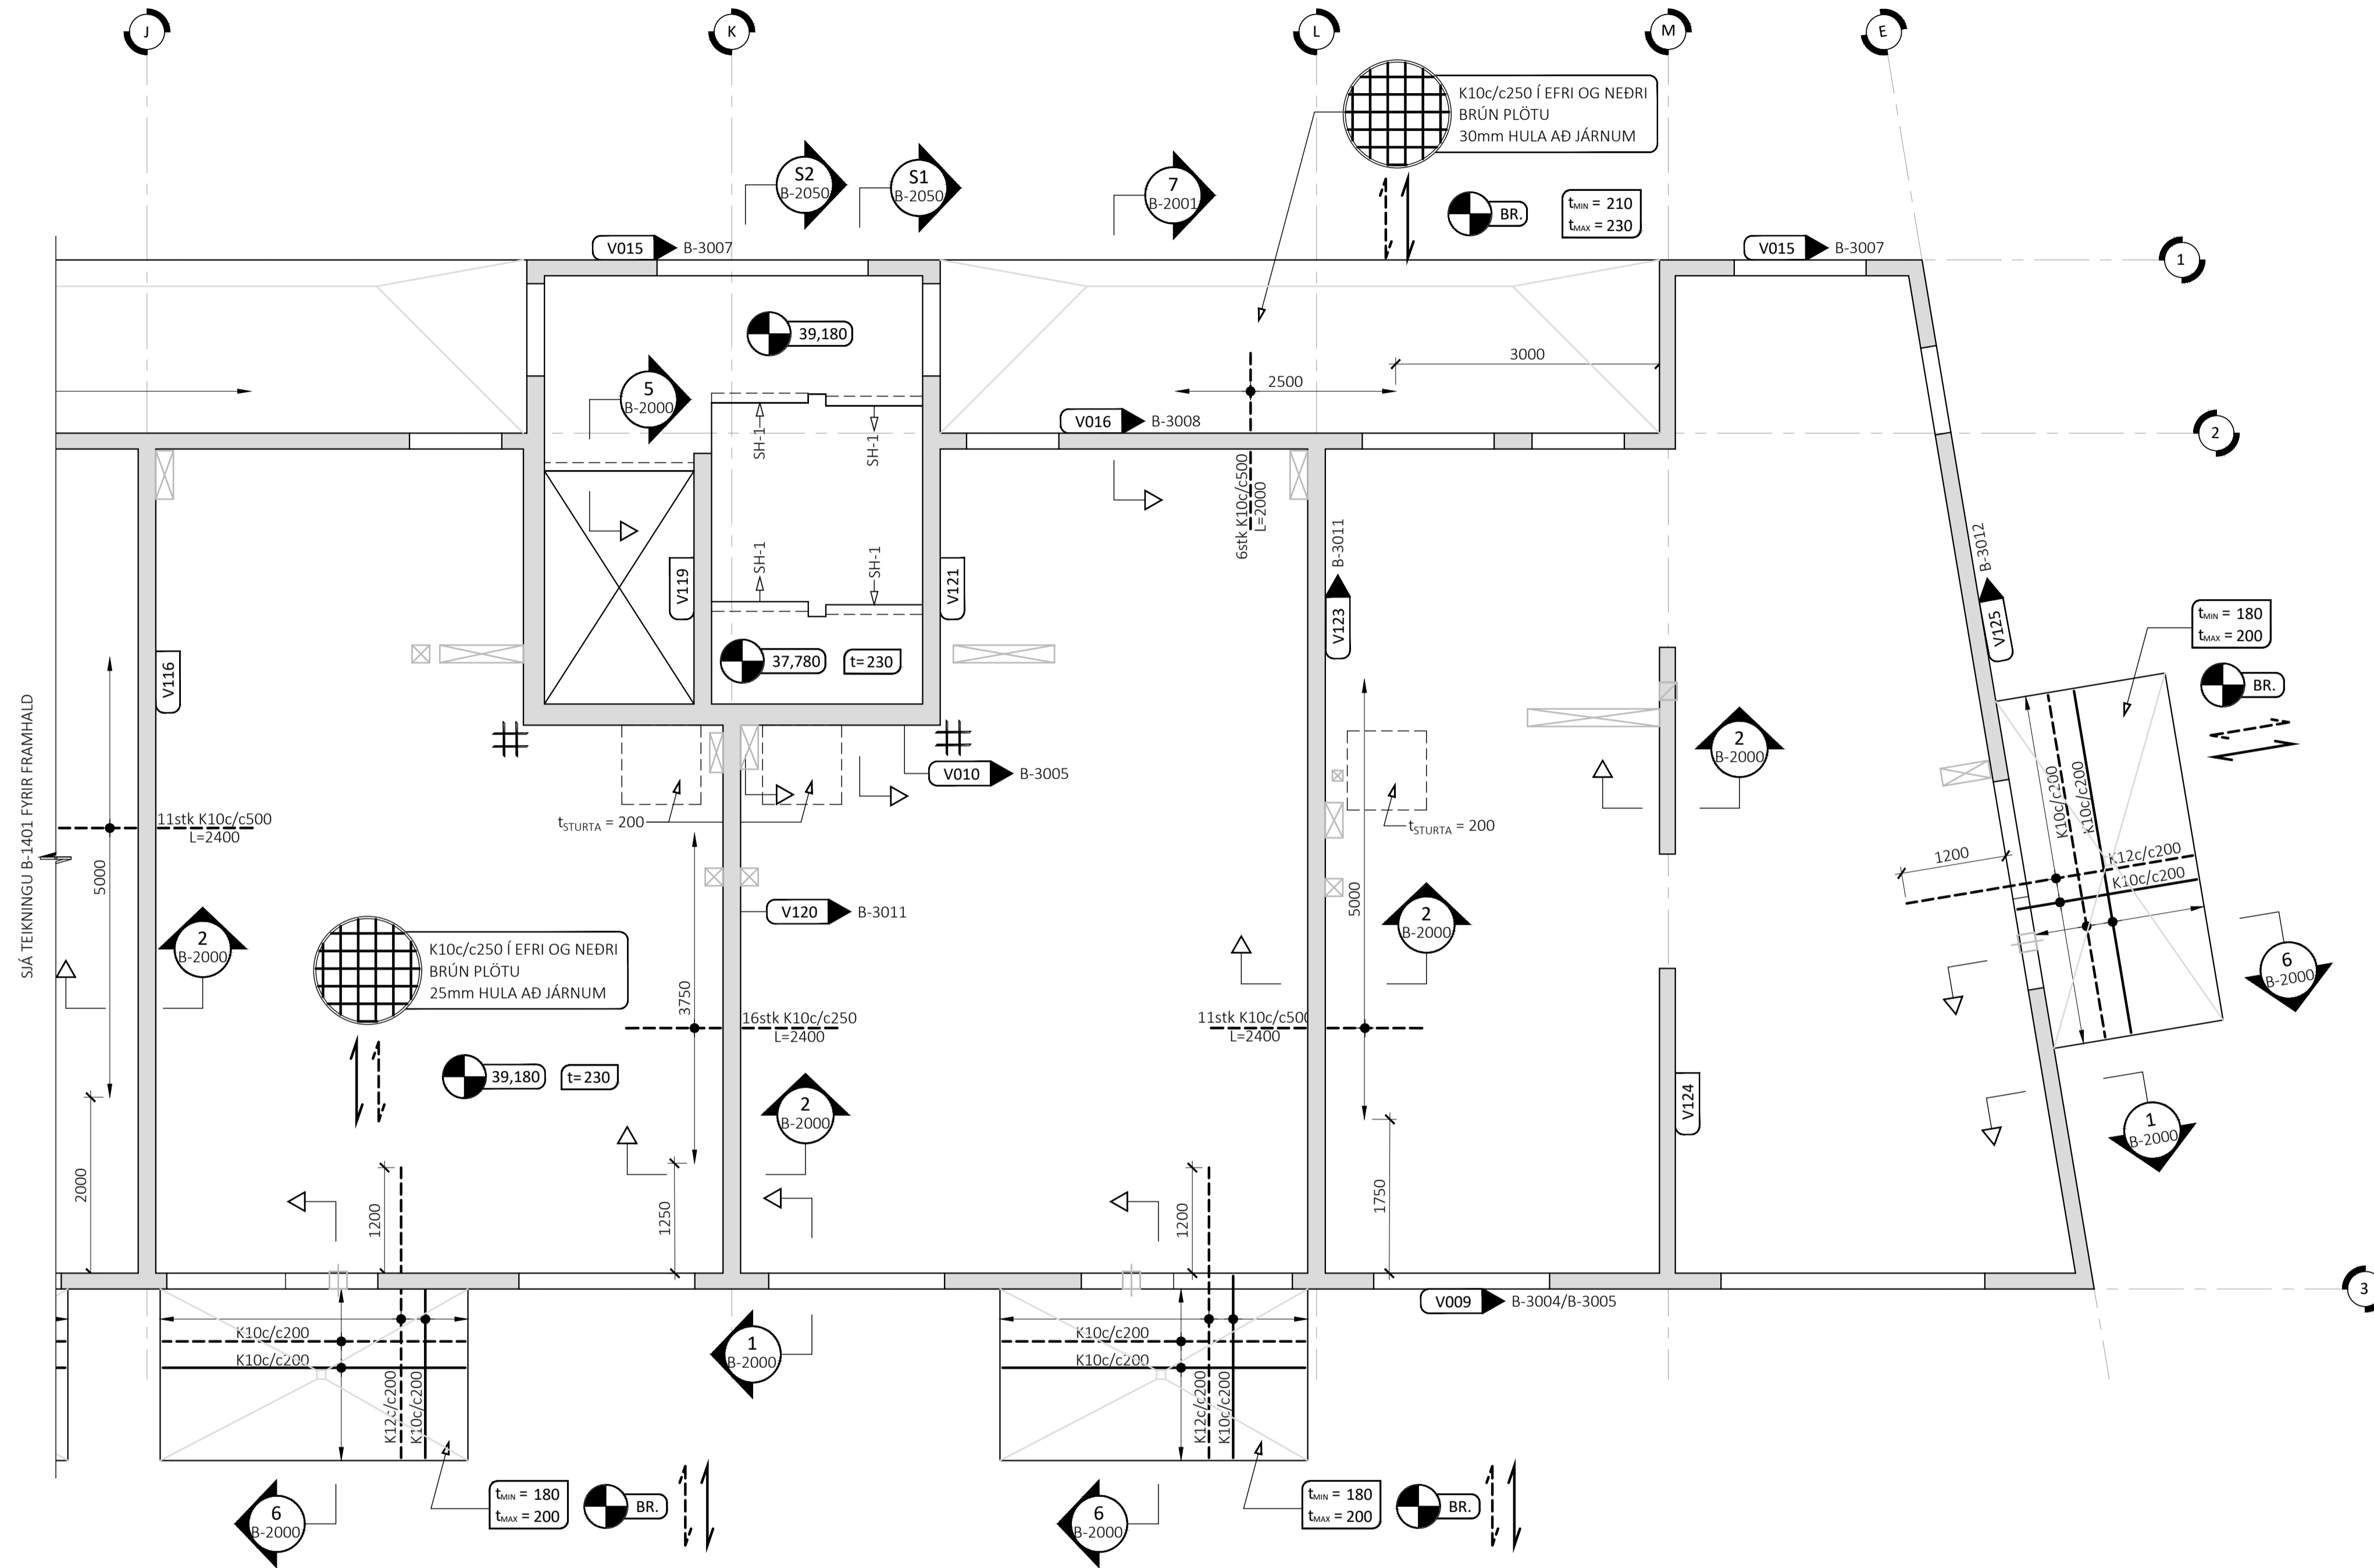 J
K
L
M
E
K10c/c250 Í EFRI OG NEÐRI
BRÚN PLÖTU
30mm HULA AÐ JÁRNUM
S2
B-2050
S1
B-2050
7
B-2001
BR.
tMIN = 210
tMAX = 230
V015
B-3007
V015
B-3007
1
39,180
3000
2500
5
B-2000
V016
B-3008
2
SH-1
SH-1
6stk K10c/c500
L=2000
B-3011
V123
B-3012
V125
SH-1
SH-1
V119
V121
tMIN = 180
tMAX = 200
BR.
V116
37,780
t=230
SJÁ TEIKNINGU B-1401 FYRIR FRAMHALD
2
B-2000
V010
B-3005
tSTURTA = 200
tSTURTA = 200
11stk K10c/c500
L=2400
5000
K10c/c200
K10c/c200
K12c/c200
K10c/c200
1200
5000
V120
B-3011
2
B-2000
2
B-2000
K10c/c250 Í EFRI OG NEÐRI
BRÚN PLÖTU
25mm HULA AÐ JÁRNUM
6
B-2000
3750
16stk K10c/c250
L=2400
11stk K10c/c500
L=2400
39,180
t=230
2
B-2000
V124
1
B-2000
2000
1200
1250
1200
1750
3
V009
B-3004/B-3005
K10c/c200
K10c/c200
K12c/c200
K10c/c200
1
B-2000
K10c/c200
K10c/c200
K12c/c200
K10c/c200
6
B-2000
tMIN = 180
tMAX = 200
BR.
6
B-2000
tMIN = 180
tMAX = 200
BR.